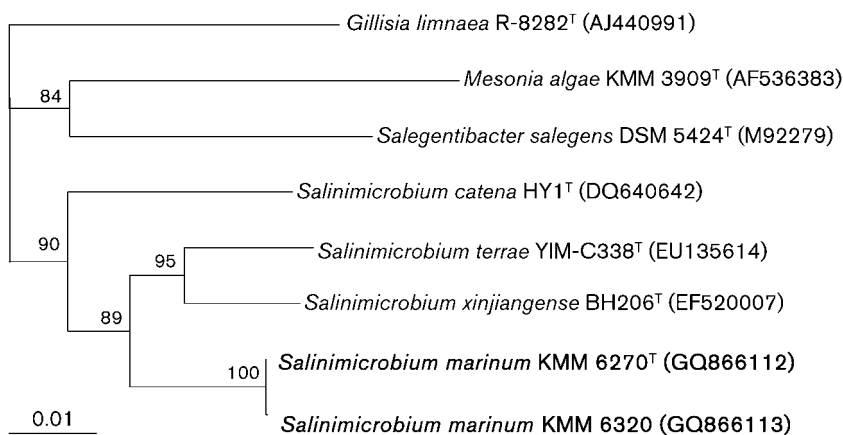 Gillisia limnaea R-8282ᵀ (AJ440991)
Mesonia algae KMM 3909ᵀ (AF536383)
84
Salegentibacter salegens DSM 5424ᵀ (M92279)
Salinimicrobium catena HY1ᵀ (DQ640642)
90
Salinimicrobium terrae YIM-C338ᵀ (EU135614)
95
Salinimicrobium xinjiangense BH206ᵀ (EF520007)
89
Salinimicrobium marinum KMM 6270ᵀ (GQ866112)
100
0.01
Salinimicrobium marinum KMM 6320 (GQ866113)